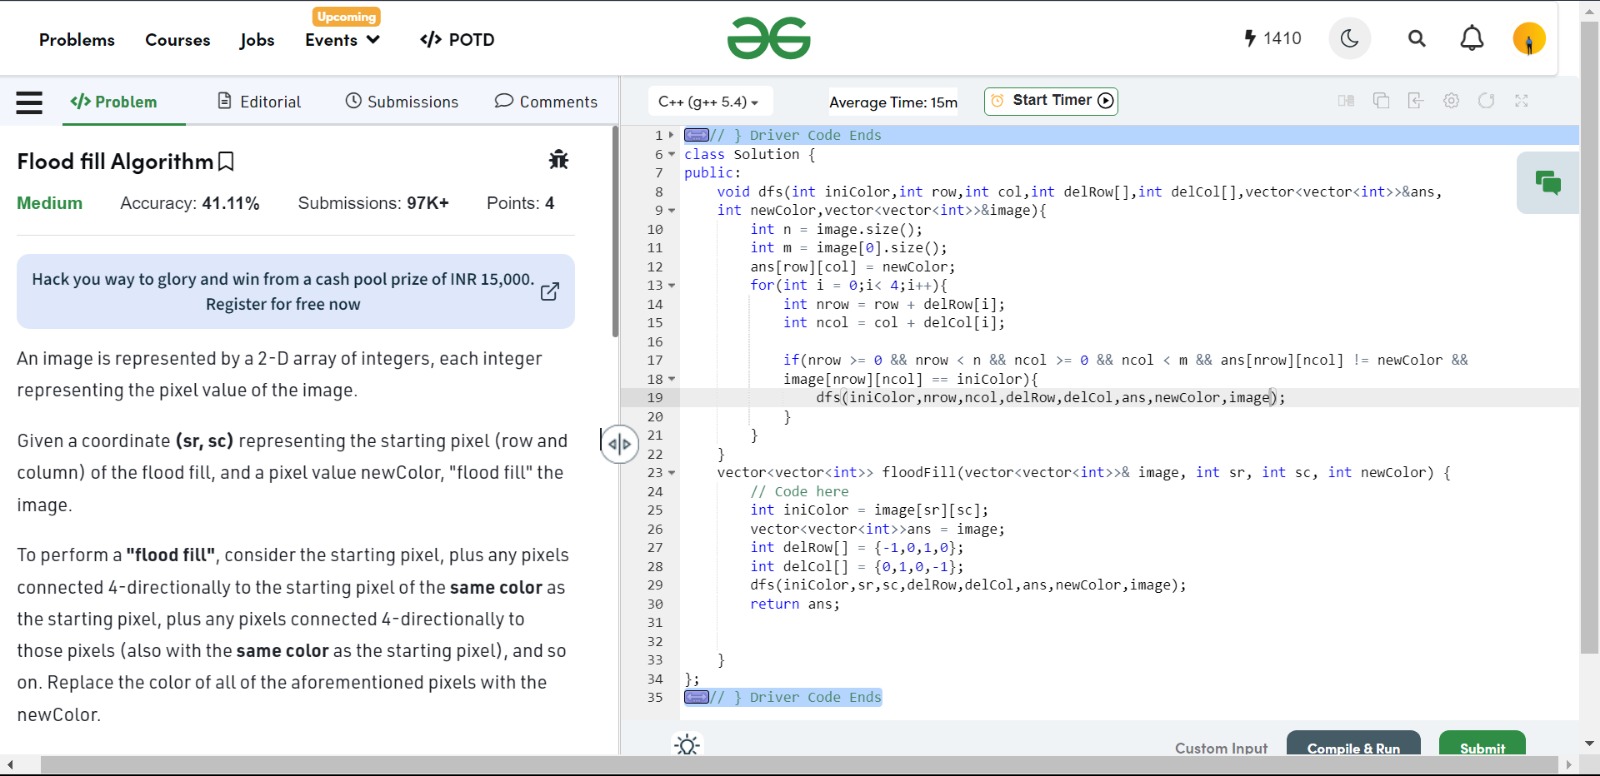 Upcoming
Problems Courses Jobs Events </> POTD
1410
</> Problem Editorial Submissions Comments
C++ (g++ 5.4) Average Time: 15m Start Timer
Flood fill Algorithm
Medium Accuracy: 41.11% Submissions: 97K+ Points: 4
Hack you way to glory and win from a cash pool prize of INR 15,000.
Register for free now
An image is represented by a 2-D array of integers, each integer
representing the pixel value of the image.
Given a coordinate (sr, sc) representing the starting pixel (row and
column) of the flood fill, and a pixel value newColor, "flood fill" the
image.
To perform a "flood fill", consider the starting pixel, plus any pixels
connected 4-directionally to the starting pixel of the same color as
the starting pixel, plus any pixels connected 4-directionally to
those pixels (also with the same color as the starting pixel), and so
on. Replace the color of all of the aforementioned pixels with the
newColor.
1 // } Driver Code Ends
6 class Solution {
7 public:
8 void dfs(int iniColor,int row,int col,int delRow[],int delCol[],vector<vector<int>>&ans,
9 int newColor,vector<vector<int>>&image){
10 int n = image.size();
11 int m = image[0].size();
12 ans[row][col] = newColor;
13 for(int i = 0;i< 4;i++){
14 int nrow = row + delRow[i];
15 int ncol = col + delCol[i];
16
17 if(nrow >= 0 && nrow < n && ncol >= 0 && ncol < m && ans[nrow][ncol] != newColor &&
18 image[nrow][ncol] == iniColor){
19 dfs(iniColor,nrow,ncol,delRow,delCol,ans,newColor,image);
20 }
21 }
22 }
23 vector<vector<int>> floodFill(vector<vector<int>>& image, int sr, int sc, int newColor) {
24 // Code here
25 int iniColor = image[sr][sc];
26 vector<vector<int>>ans = image;
27 int delRow[] = {-1,0,1,0};
28 int delCol[] = {0,1,0,-1};
29 dfs(iniColor,sr,sc,delRow,delCol,ans,newColor,image);
30 return ans;
31
32
33 }
34 };
35 // } Driver Code Ends
Custom Input Compile & Run Submit